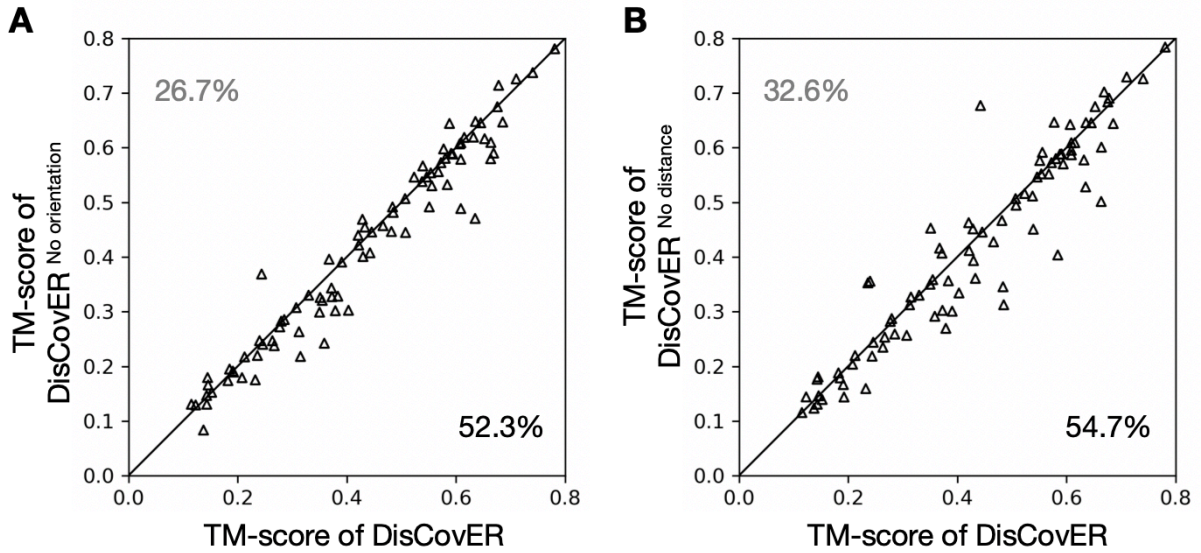 A
0.8
0.7
0.6
0.5
0.4
0.3
0.2
0.1
0.0
0.0 0.2 0.4 0.6 0.8
26.7%
52.3%
TM-score of
DisCovER No orientation
TM-score of DisCovER
B
0.8
0.7
0.6
0.5
0.4
0.3
0.2
0.1
0.0
0.0 0.2 0.4 0.6 0.8
32.6%
54.7%
TM-score of
DisCovER No distance
TM-score of DisCovER